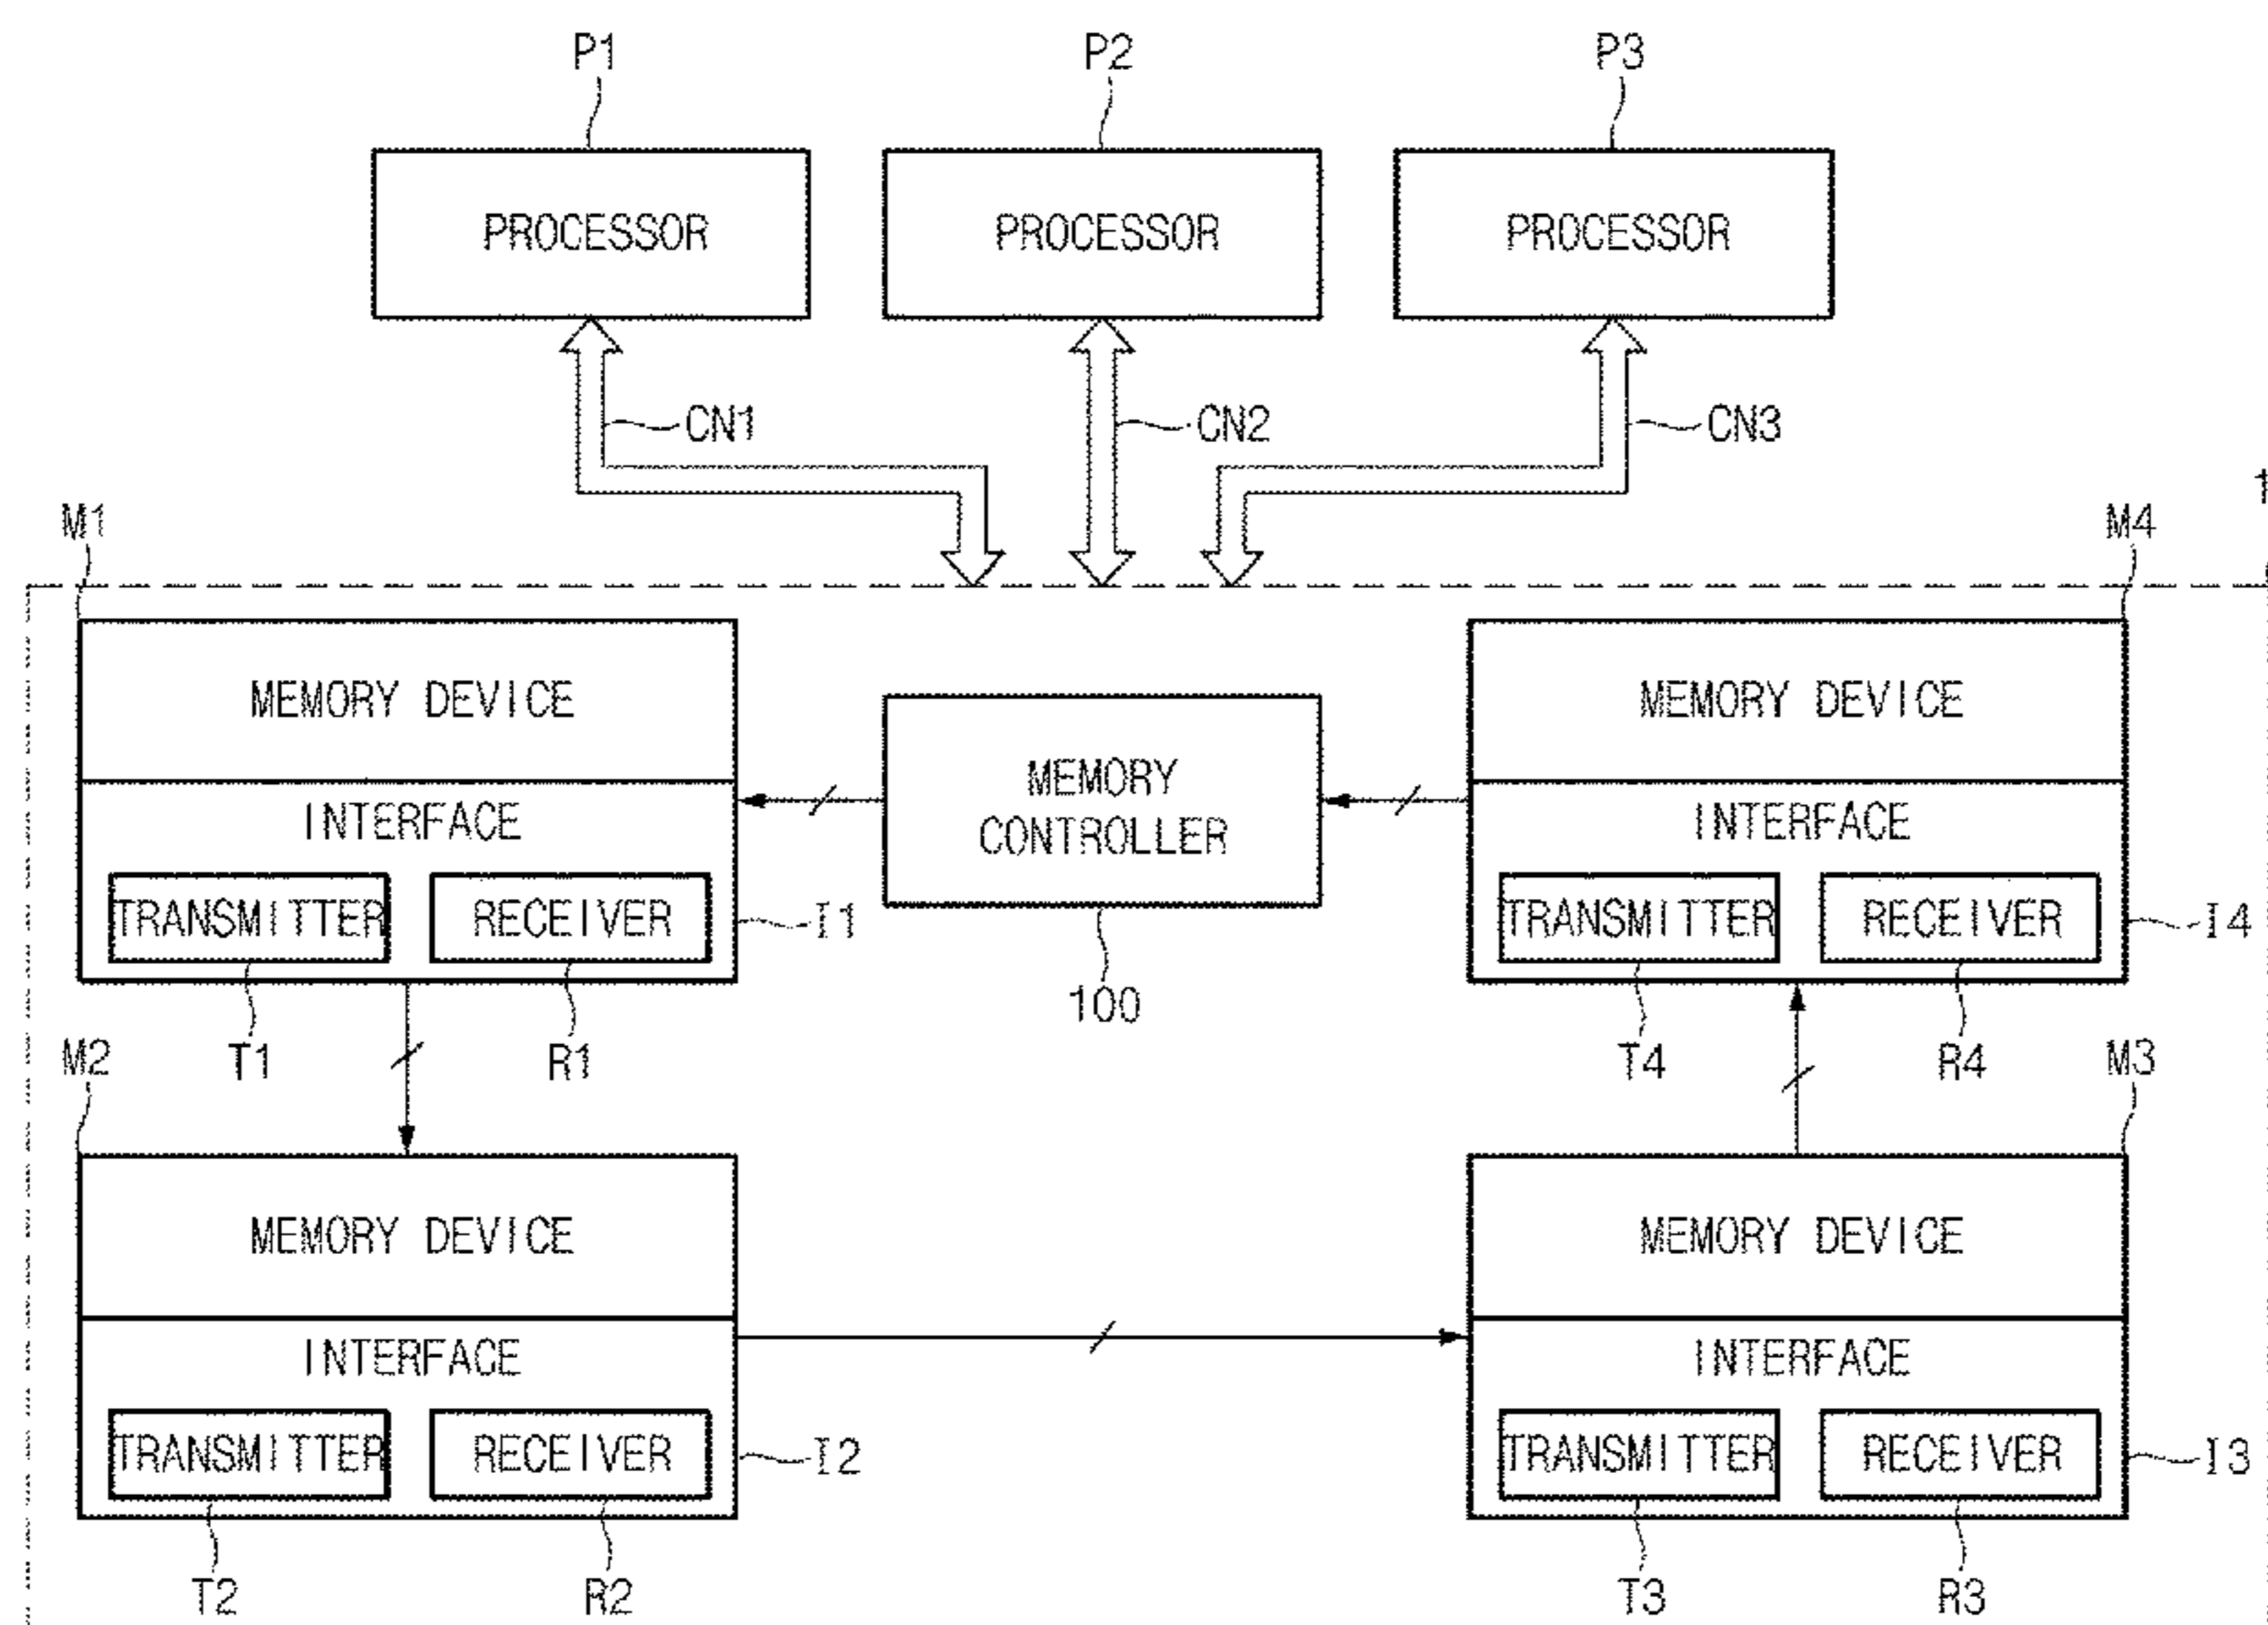 P1 P2 P3
PROCESSOR PROCESSOR PROCESSOR
CN1 CN2 CN3
M1 M4
MEMORY DEVICE MEMORY DEVICE
MEMORY
CONTROLLER
INTERFACE INTERFACE
TRANSMITTER RECEIVER I1 TRANSMITTER RECEIVER I4
100
T1 R1 T4 R4
M2 M3
MEMORY DEVICE MEMORY DEVICE
INTERFACE INTERFACE
TRANSMITTER RECEIVER I2 TRANSMITTER RECEIVER I3
T2 R2 T3 R3